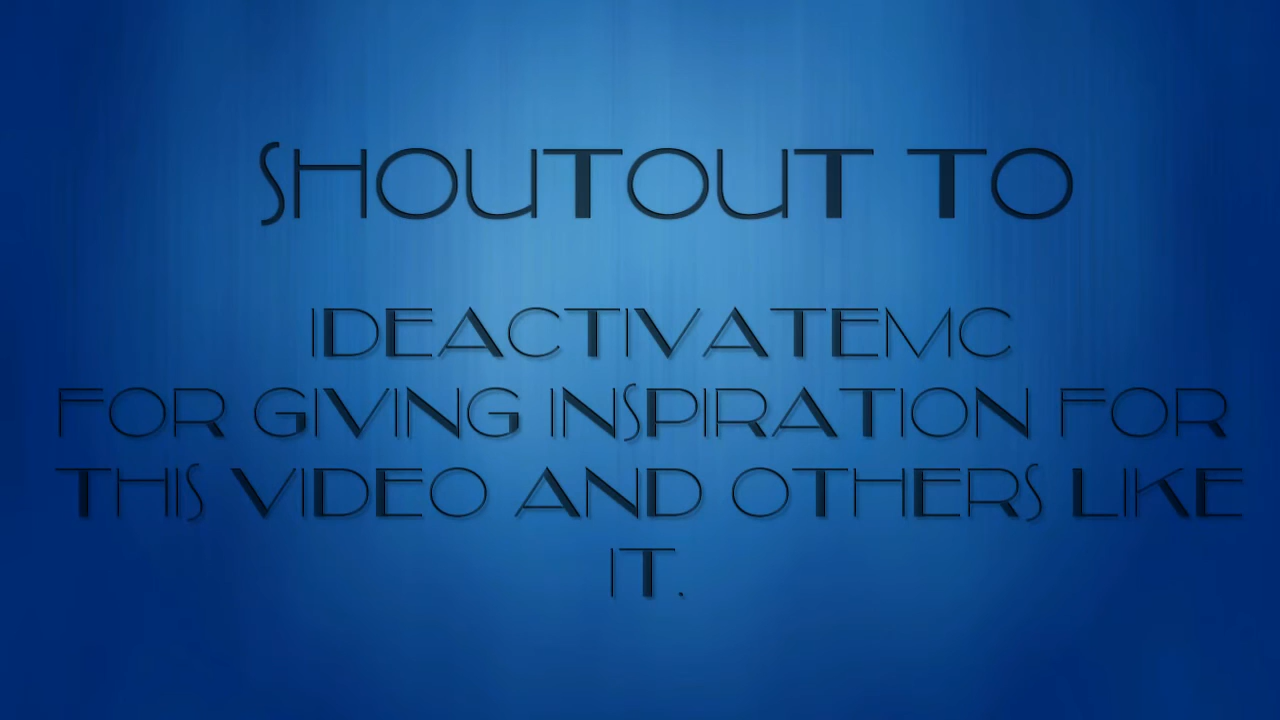 SHOUTOUT TO
IDEACTIVATEMC
FOR GIVING INSPIRATION FOR
THIS VIDEO AND OTHERS LIKE
IT.